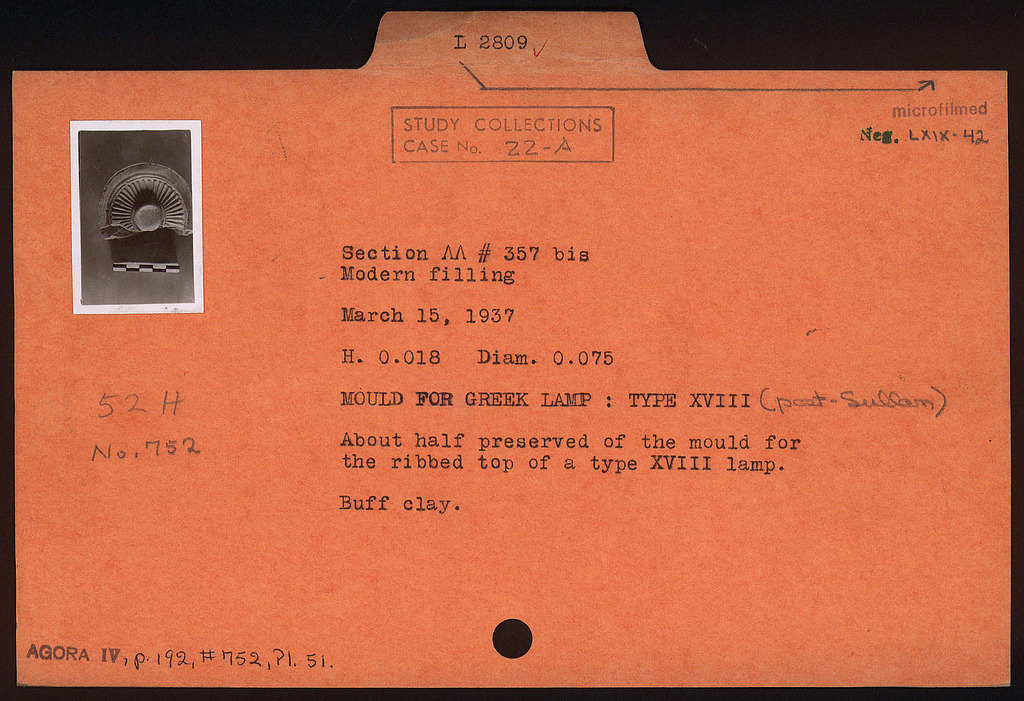 L 2809 ✓
STUDY COLLECTIONS
CASE No. 22-A
microfilmed
Neg. LXIX-42
Section ΛΛ # 357 bis
Modern filling
March 15, 1937
H. 0.018 Diam. 0.075
52 H
No. 752
MOULD FOR GREEK LAMP : TYPE XVIII (post-Sullan)
About half preserved of the mould for
the ribbed top of a type XVIII lamp.
Buff clay.
AGORA IV, p. 192, # 752, Pl. 51.